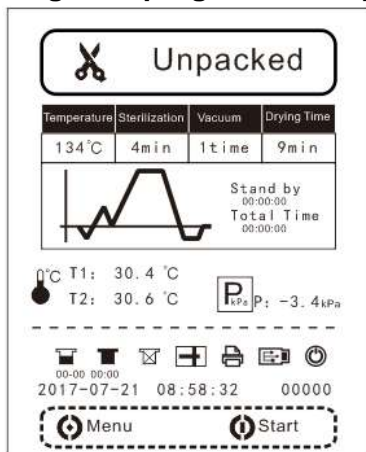 Unpacked
Temperature Sterilization Vacuum Drying Time
134℃ 4min 1time 9min
Stand by
00:00:00
Total Time
00:00:00
℃ T1: 30.4 ℃
T2: 30.6 ℃
P kPa P: -3.4kPa
00-00 00:00
2017-07-21 08:58:32 00000
Menu Start